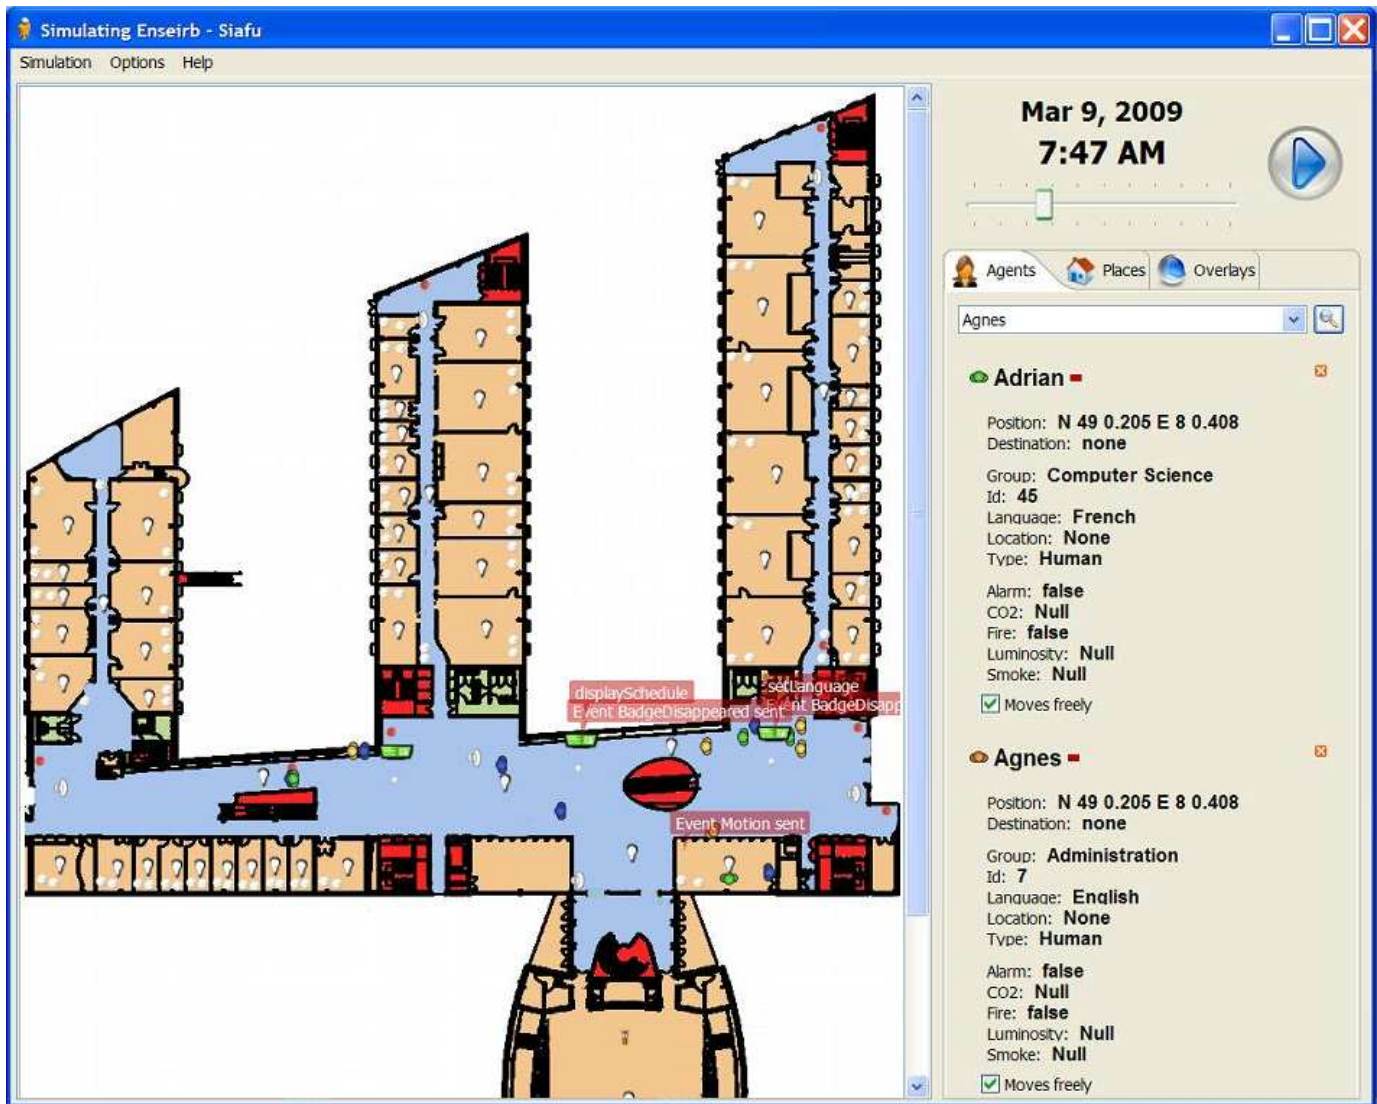 Simulating Enseirb - Siafu
Simulation Options Help
Mar 9, 2009
7:47 AM
Agents Places Overlays
Agnes
Adrian
Position: N 49 0.205 E 8 0.408
Destination: none
Group: Computer Science
Id: 45
Language: French
Location: None
Type: Human
Alarm: false
CO2: Null
Fire: false
Luminosity: Null
Smoke: Null
Moves freely
Agnes
Position: N 49 0.205 E 8 0.408
Destination: none
Group: Administration
Id: 7
Language: English
Location: None
Type: Human
Alarm: false
CO2: Null
Fire: false
Luminosity: Null
Smoke: Null
Moves freely
displaySchedule
Event BadgeDisappeared sent
setLanguage
Event BadgeDisapp
Event Motion sent